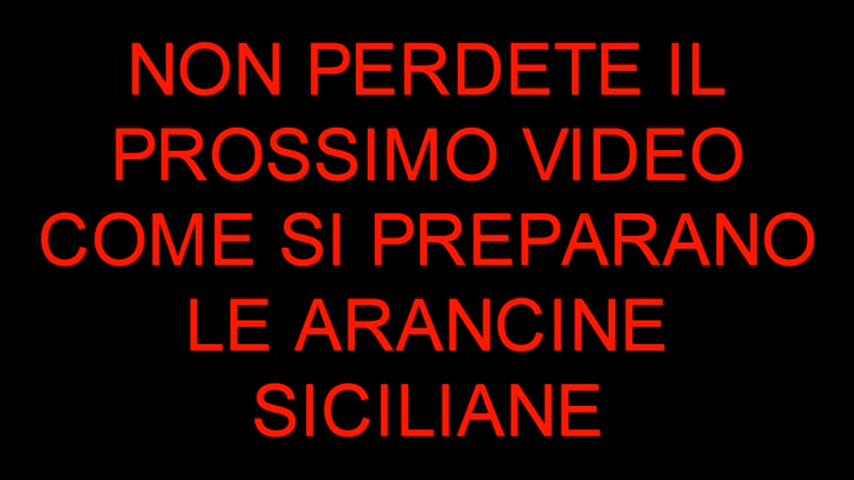 NON PERDETE IL
PROSSIMO VIDEO
COME SI PREPARANO
LE ARANCINE
SICILIANE